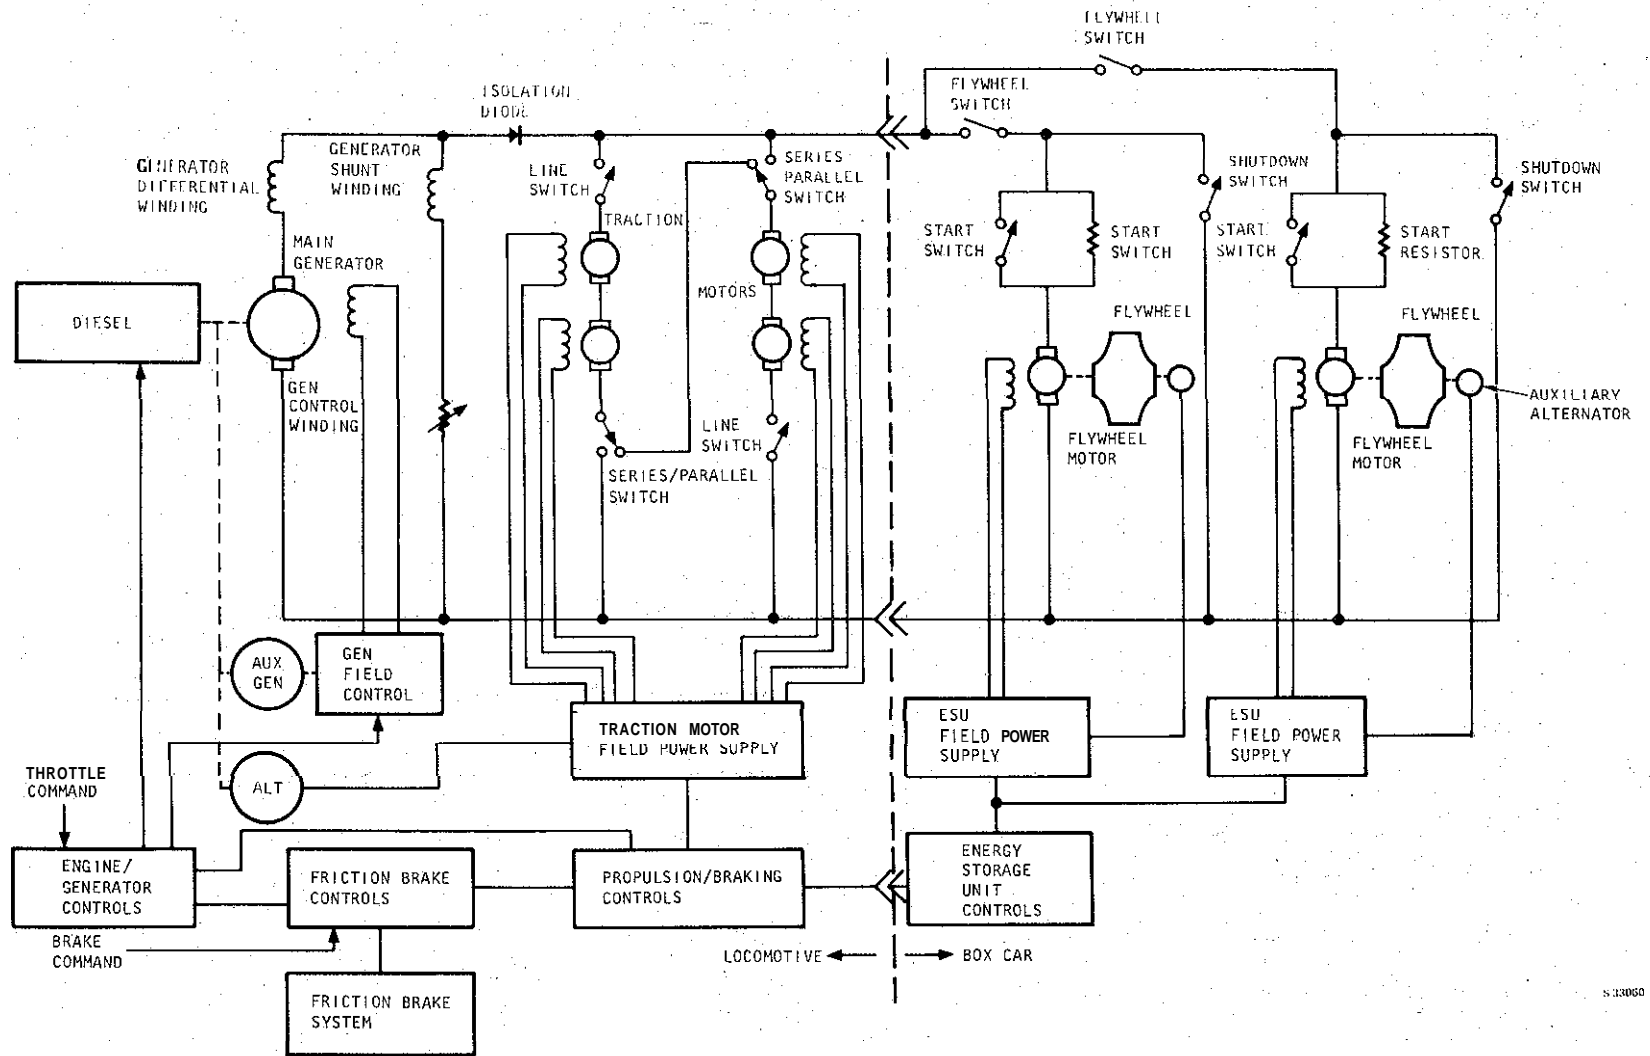 FLYWHEEL
SWITCH
ISOLATION
DIODE
FLYWHEEL
SWITCH
GENERATOR
DIFFERENTIAL
WINDING
GENERATOR
SHUNT
WINDING
LINE
SWITCH
SERIES
PARALLEL
SWITCH
SHUTDOWN
SWITCH
SHUTDOWN
SWITCH
TRACTION
MAIN
GENERATOR
START
SWITCH
START
SWITCH
START
SWITCH
START
RESISTOR
DIESEL
MOTORS
FLYWHEEL
FLYWHEEL
GEN
CONTROL
WINDING
LINE
SWITCH
FLYWHEEL
MOTOR
FLYWHEEL
MOTOR
AUXILIARY
ALTERNATOR
SERIES/PARALLEL
SWITCH
AUX
GEN
GEN
FIELD
CONTROL
TRACTION MOTOR
FIELD POWER SUPPLY
ESU
FIELD POWER
SUPPLY
ESU
FIELD POWER
SUPPLY
THROTTLE
COMMAND
ALT
ENGINE/
GENERATOR
CONTROLS
FRICTION BRAKE
CONTROLS
PROPULSION/BRAKING
CONTROLS
ENERGY
STORAGE
UNIT
CONTROLS
BRAKE
COMMAND
LOCOMOTIVE
BOX CAR
FRICTION BRAKE
SYSTEM
S 33060